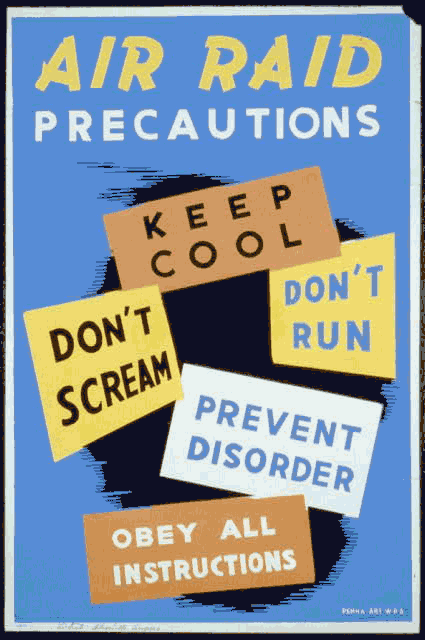 AIR RAID
PRECAUTIONS
KEEP
COOL
DON'T
RUN
DON'T
SCREAM
PREVENT
DISORDER
OBEY ALL
INSTRUCTIONS
PENNA ART W.P.A.